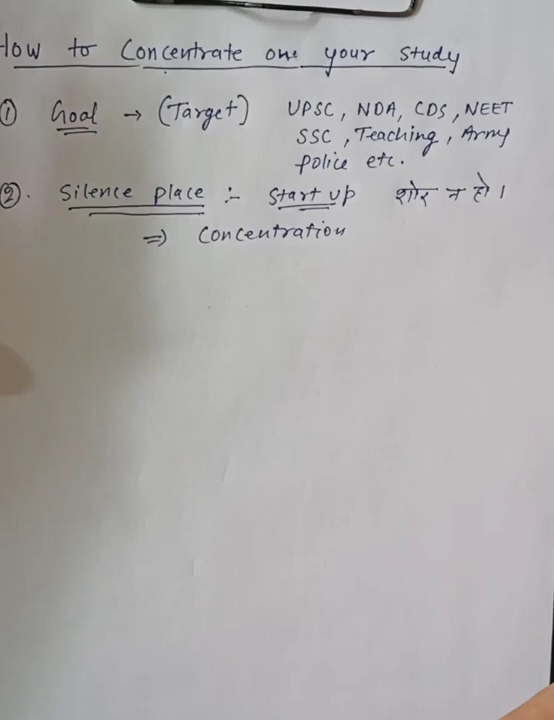 How to Concentrate one your study
① Goal → (Target) UPSC, NDA, CDS, NEET
SSC, Teaching, Army
police etc.
②. Silence place :- Start up शोर न हो।
⇒ Concentration